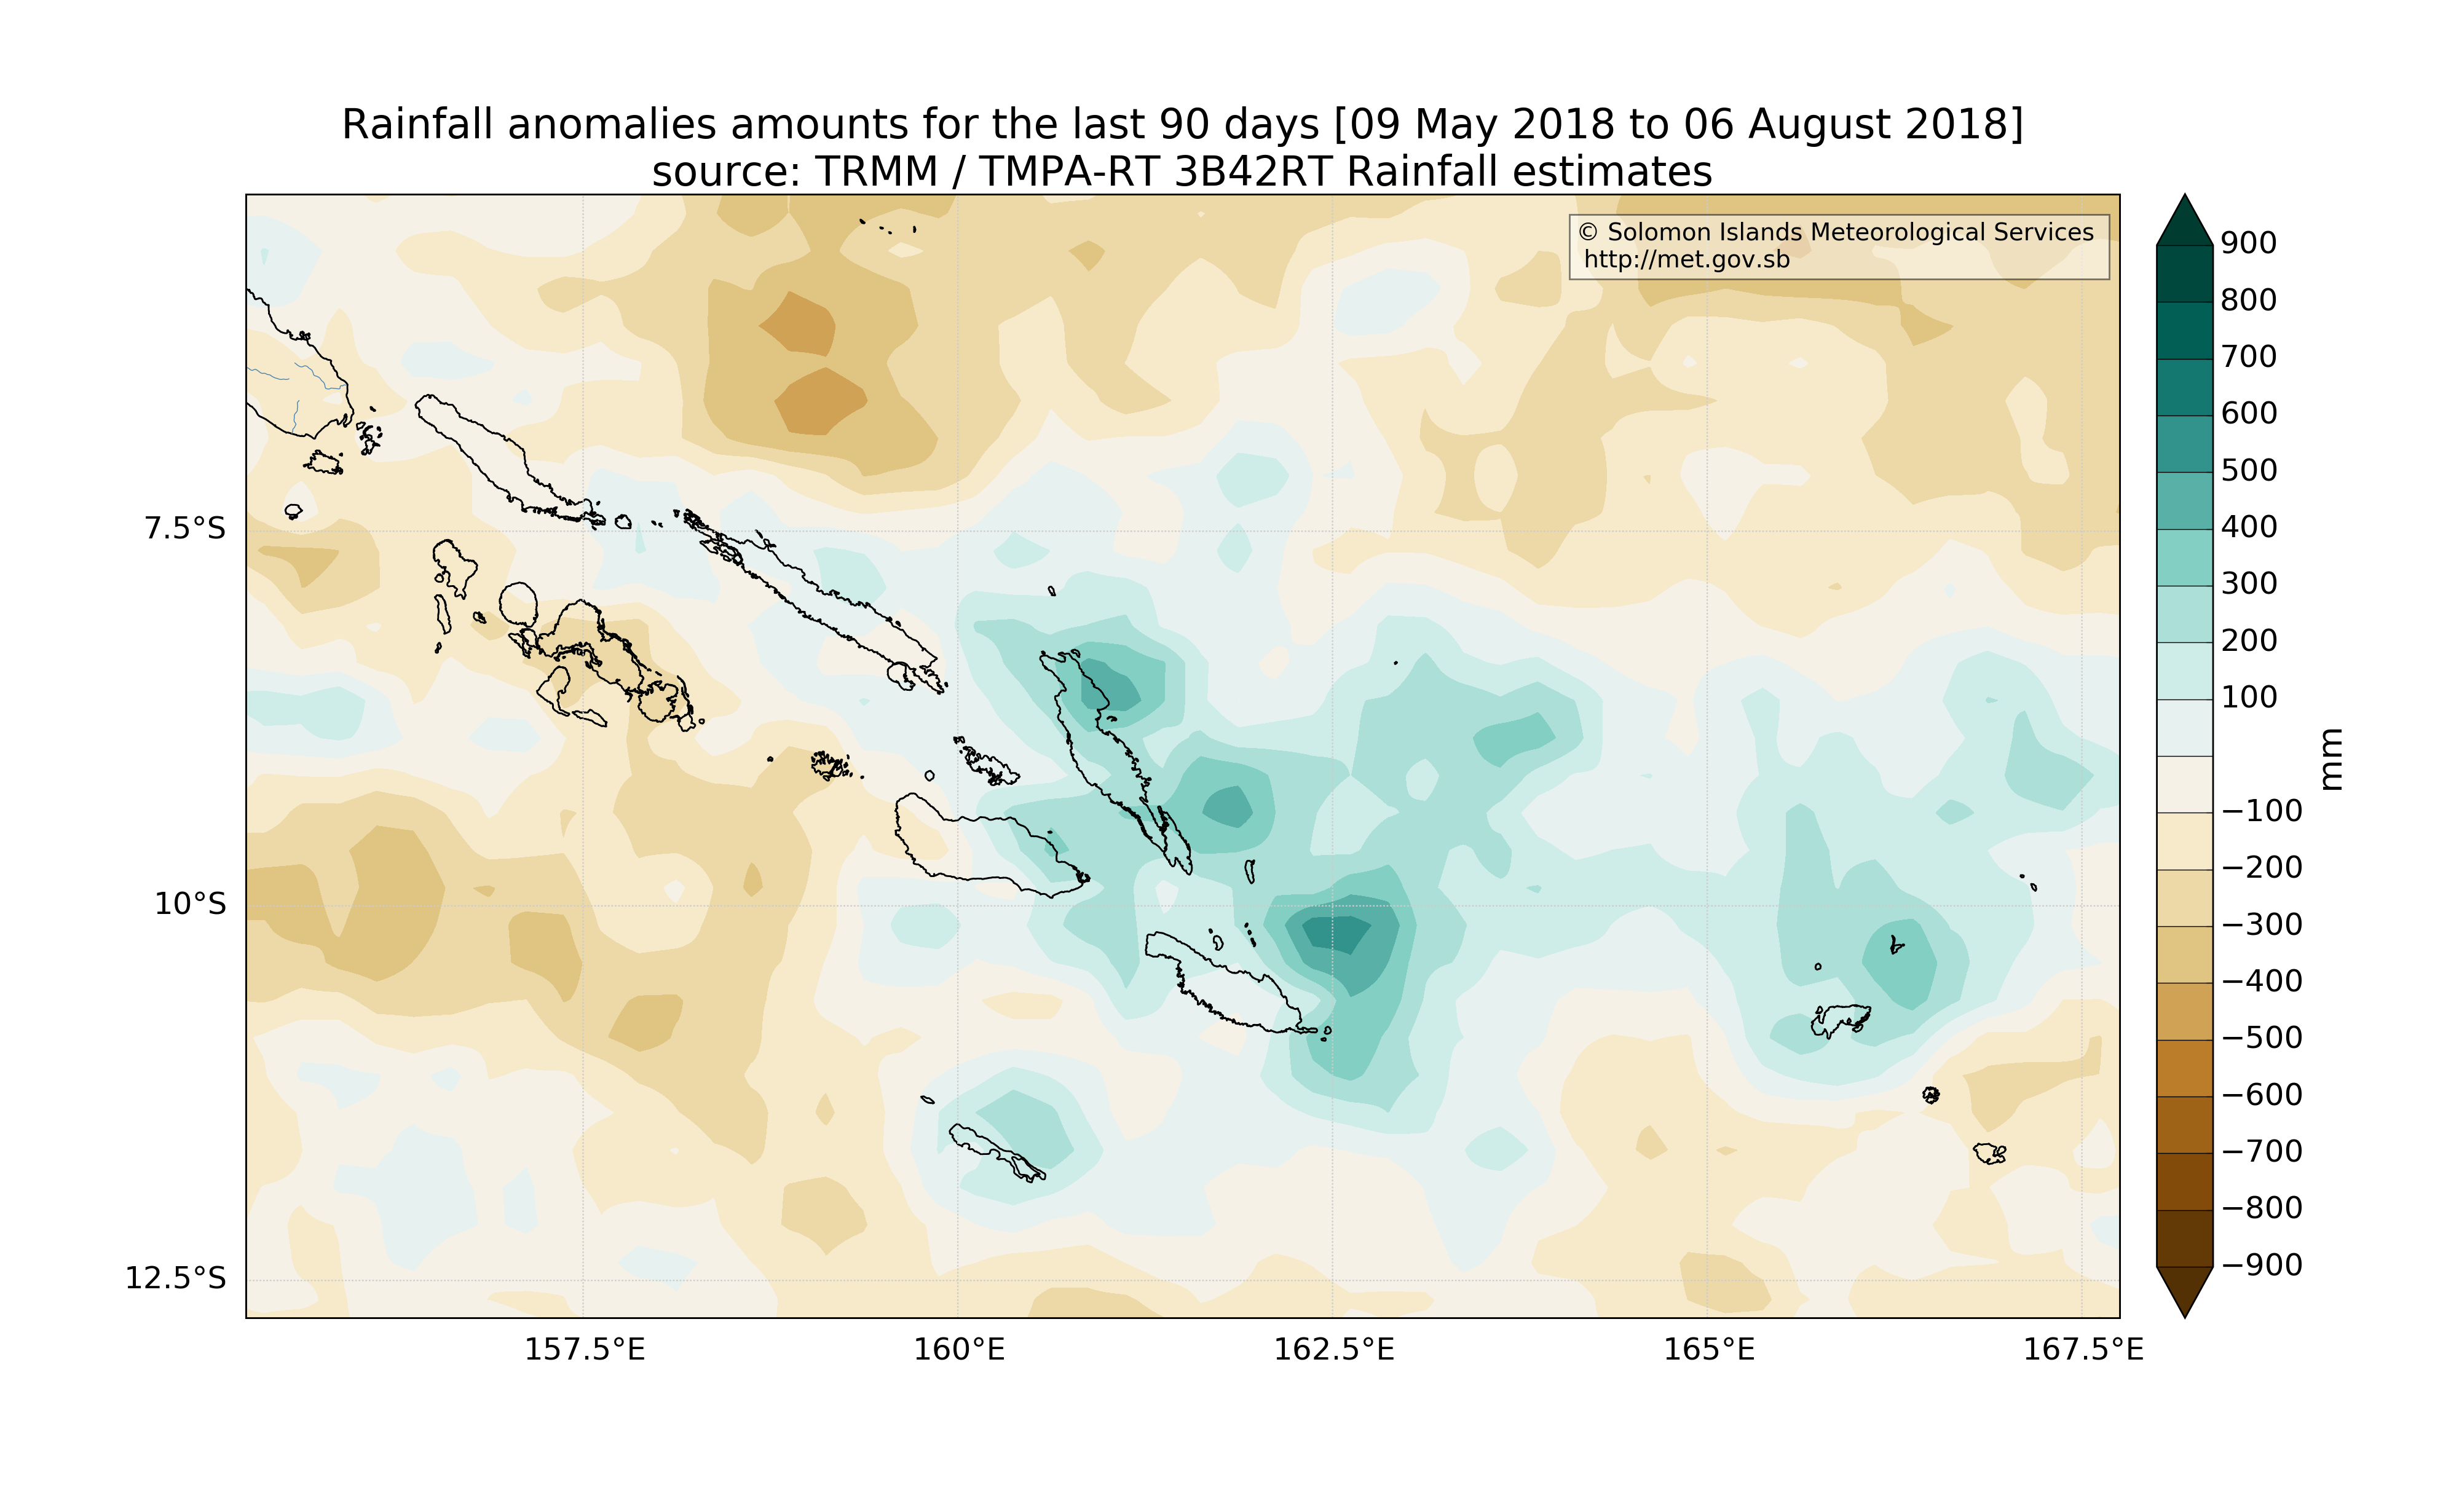 Rainfall anomalies amounts for the last 90 days [09 May 2018 to 06 August 2018]
source: TRMM / TMPA-RT 3B42RT Rainfall estimates
© Solomon Islands Meteorological Services
http://met.gov.sb
7.5°S
10°S
12.5°S
157.5°E
160°E
162.5°E
165°E
167.5°E
900
800
700
600
500
400
300
200
100
−100
−200
−300
−400
−500
−600
−700
−800
−900
mm